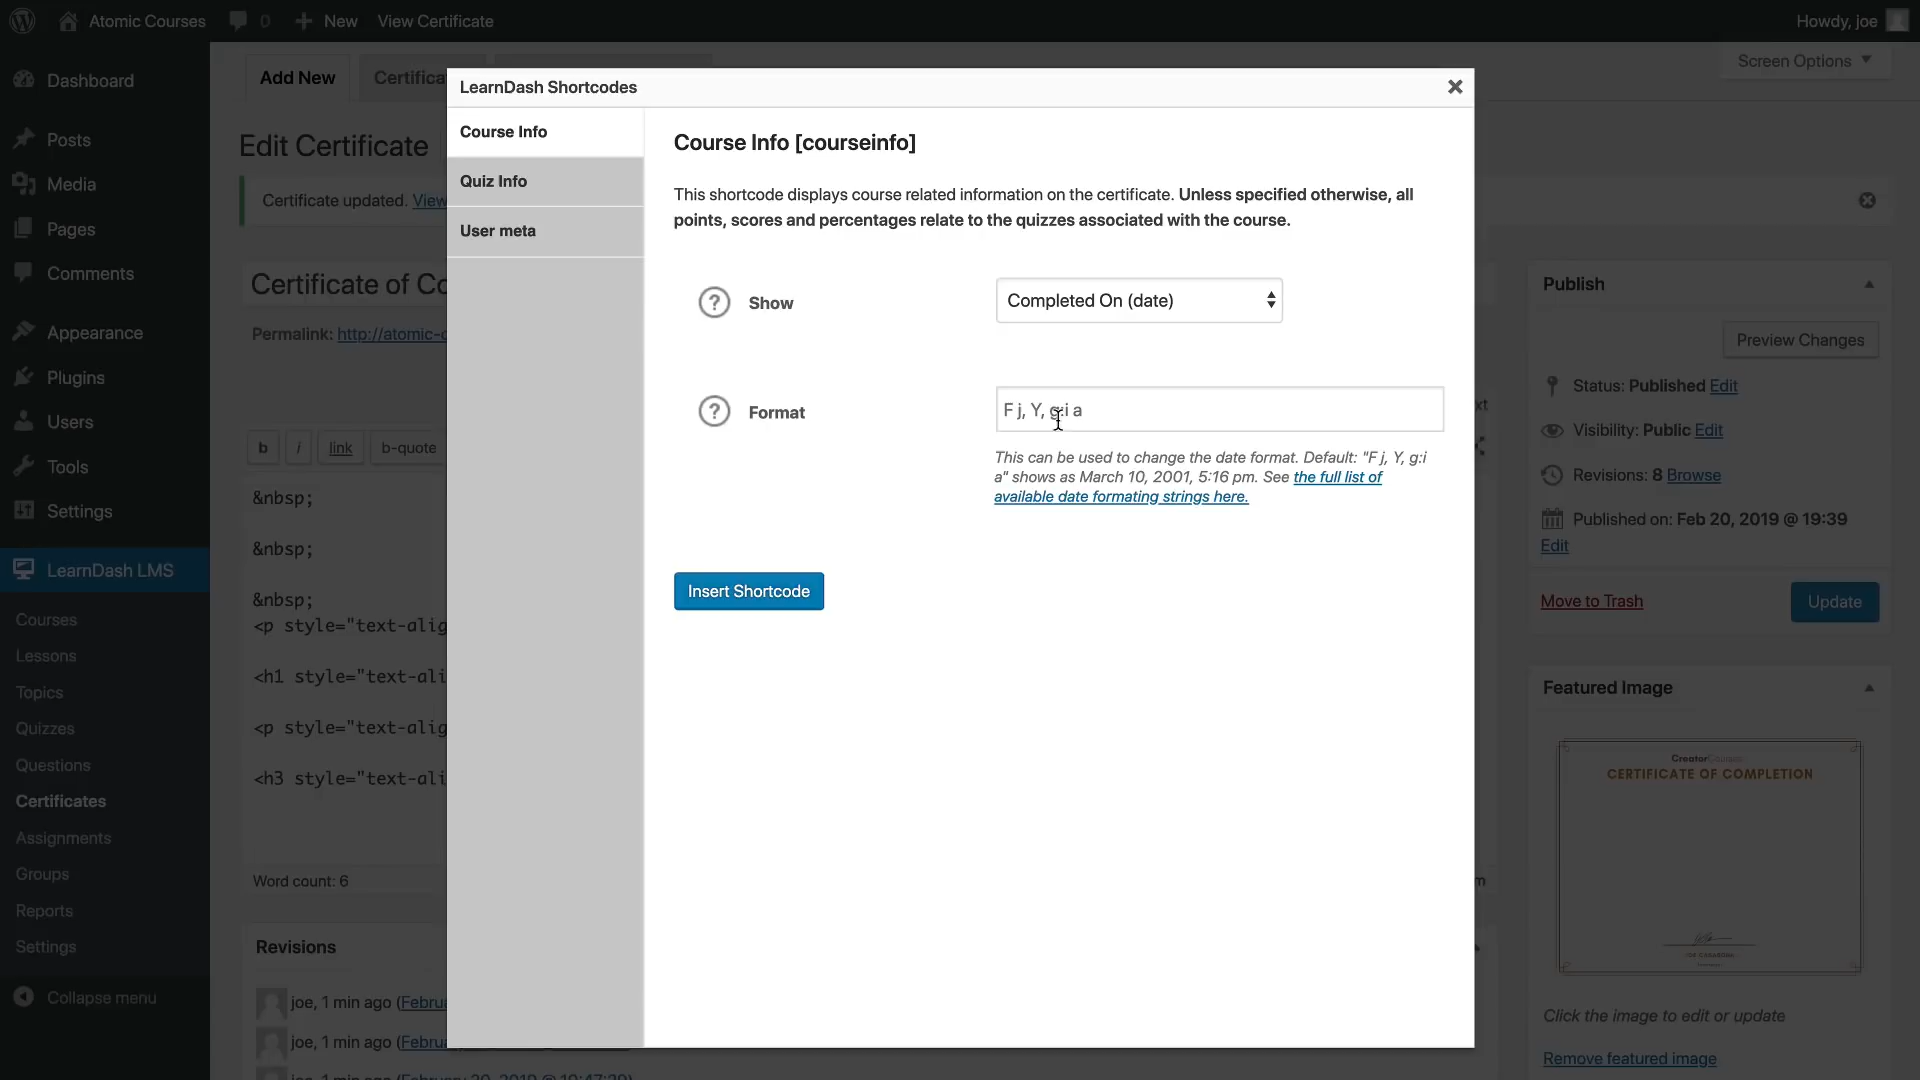 Atomic Courses 0 New View Certificate Howdy, joe
Dashboard
Posts
Media
Pages
Comments
Appearance
Plugins
Users
Tools
Settings
LearnDash LMS
Courses
Lessons
Topics
Quizzes
Questions
Certificates
Assignments
Groups
Reports
Settings
Collapse menu
Add New
Screen Options
Edit Certificate
Certificate updated. View
Permalink: http://atomic-
b i link b-quote
&nbsp;
&nbsp;
&nbsp;
<p style="text-alig
<h1 style="text-ali
<p style="text-alig
<h3 style="text-ali
Word count: 6
Revisions
joe, 1 min ago (Februa
joe, 1 min ago (Februa
LearnDash Shortcodes
Course Info
Quiz Info
User meta
Course Info [courseinfo]
This shortcode displays course related information on the certificate. Unless specified otherwise, all
points, scores and percentages relate to the quizzes associated with the course.
? Show Completed On (date)
? Format F j, Y, g:i a
This can be used to change the date format. Default: "F j, Y, g:i
a" shows as March 10, 2001, 5:16 pm. See the full list of
available date formating strings here.
Insert Shortcode
Publish
Preview Changes
Status: Published Edit
Visibility: Public Edit
Revisions: 8 Browse
Published on: Feb 20, 2019 @ 19:39
Edit
Move to Trash Update
Featured Image
CERTIFICATE OF COMPLETION
Click the image to edit or update
Remove featured image